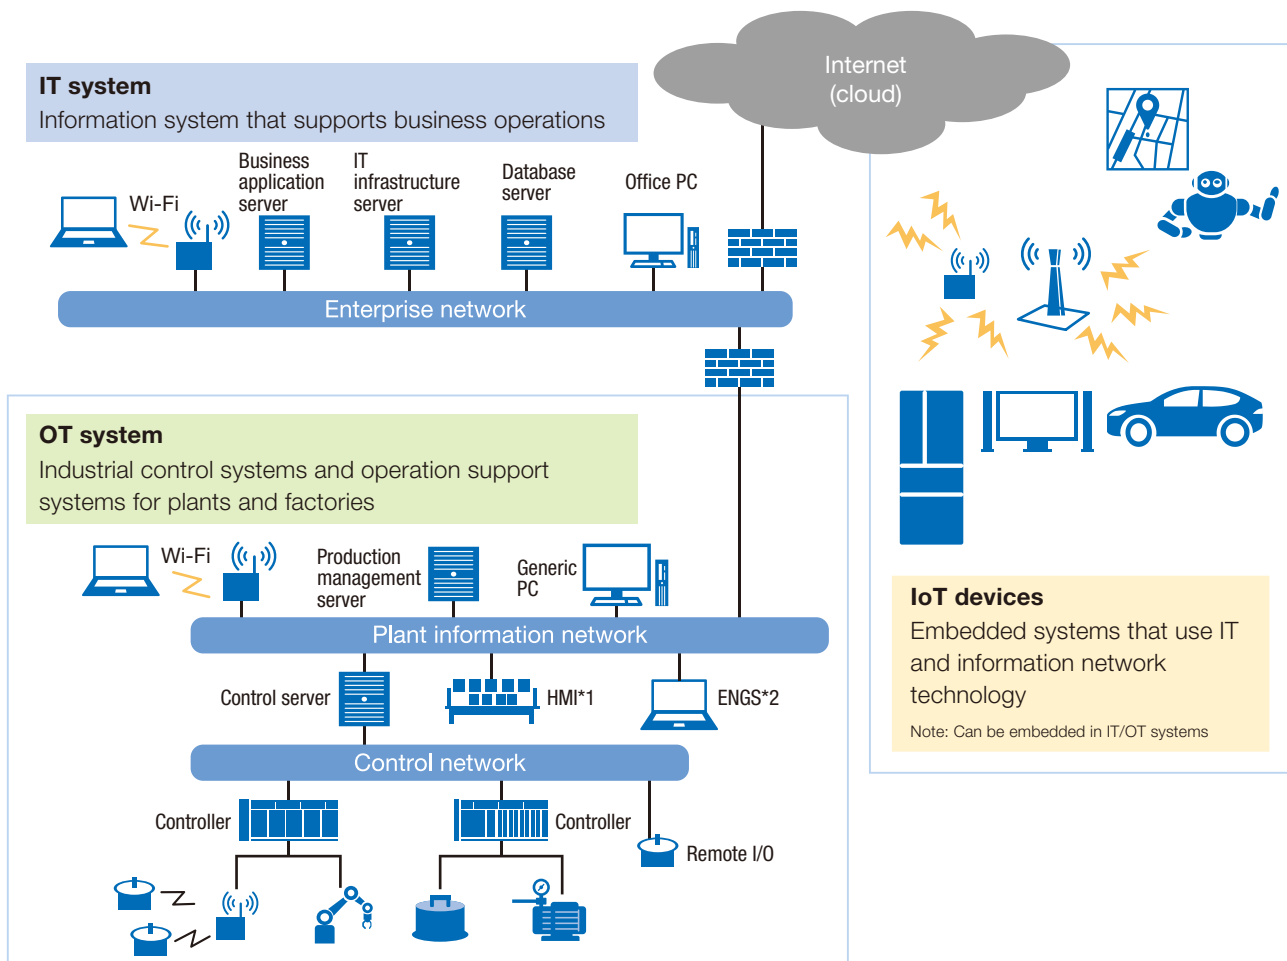 Internet
(cloud)
IT system
Information system that supports business operations
Wi-Fi
Business
application
server
IT
infrastructure
server
Database
server
Office PC
Enterprise network
OT system
Industrial control systems and operation support
systems for plants and factories
Wi-Fi
Production
management
server
Generic
PC
Plant information network
Control server
HMI*1
ENGS*2
Control network
Controller
Controller
Remote I/O
IoT devices
Embedded systems that use IT
and information network
technology
Note: Can be embedded in IT/OT systems